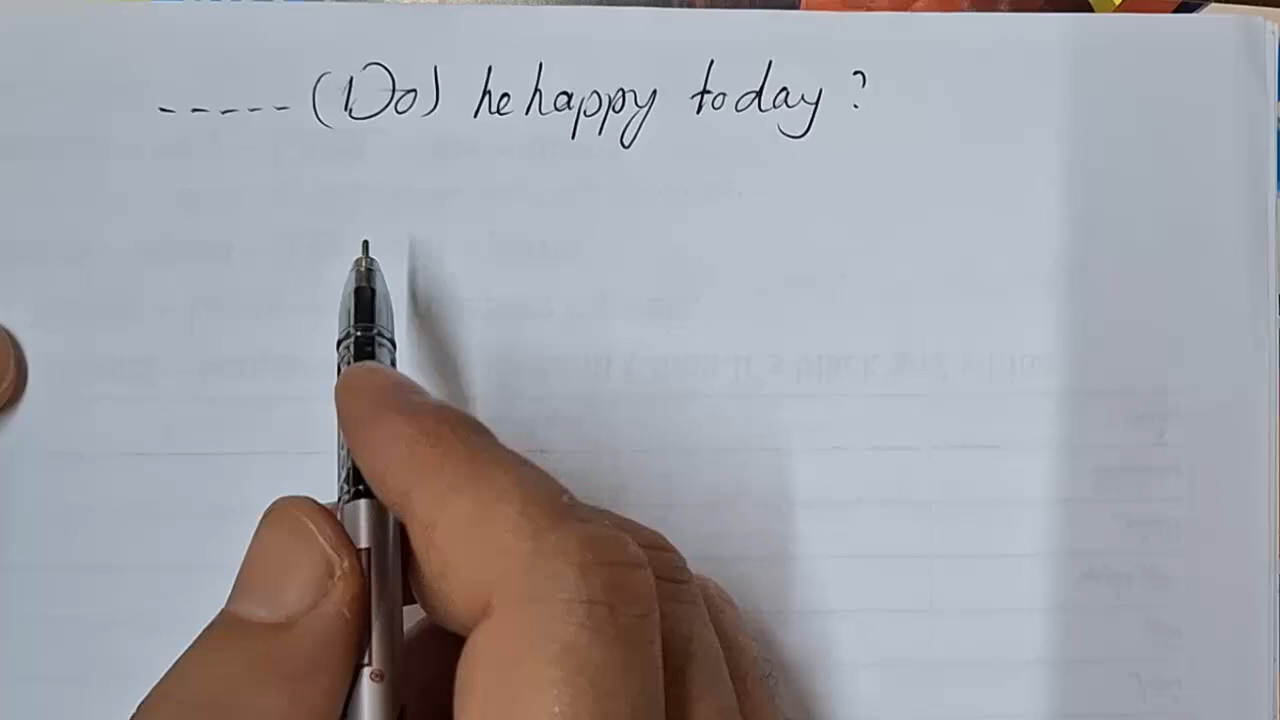 ----- (Do) he happy today ?